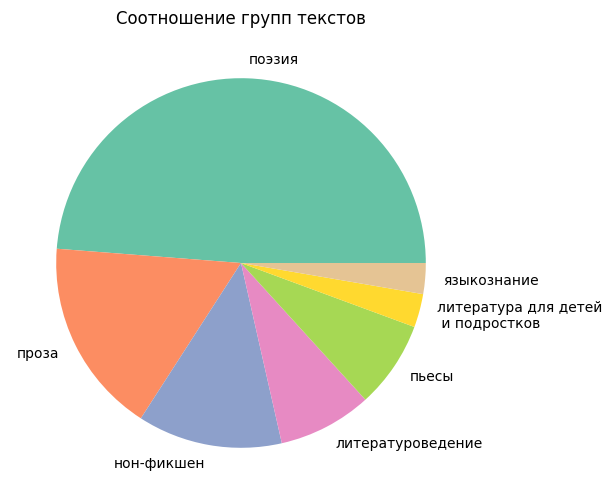 Соотношение групп текстов
поэзия
проза
нон-фикшен
литературоведение
пьесы
литература для детей
и подростков
языкознание